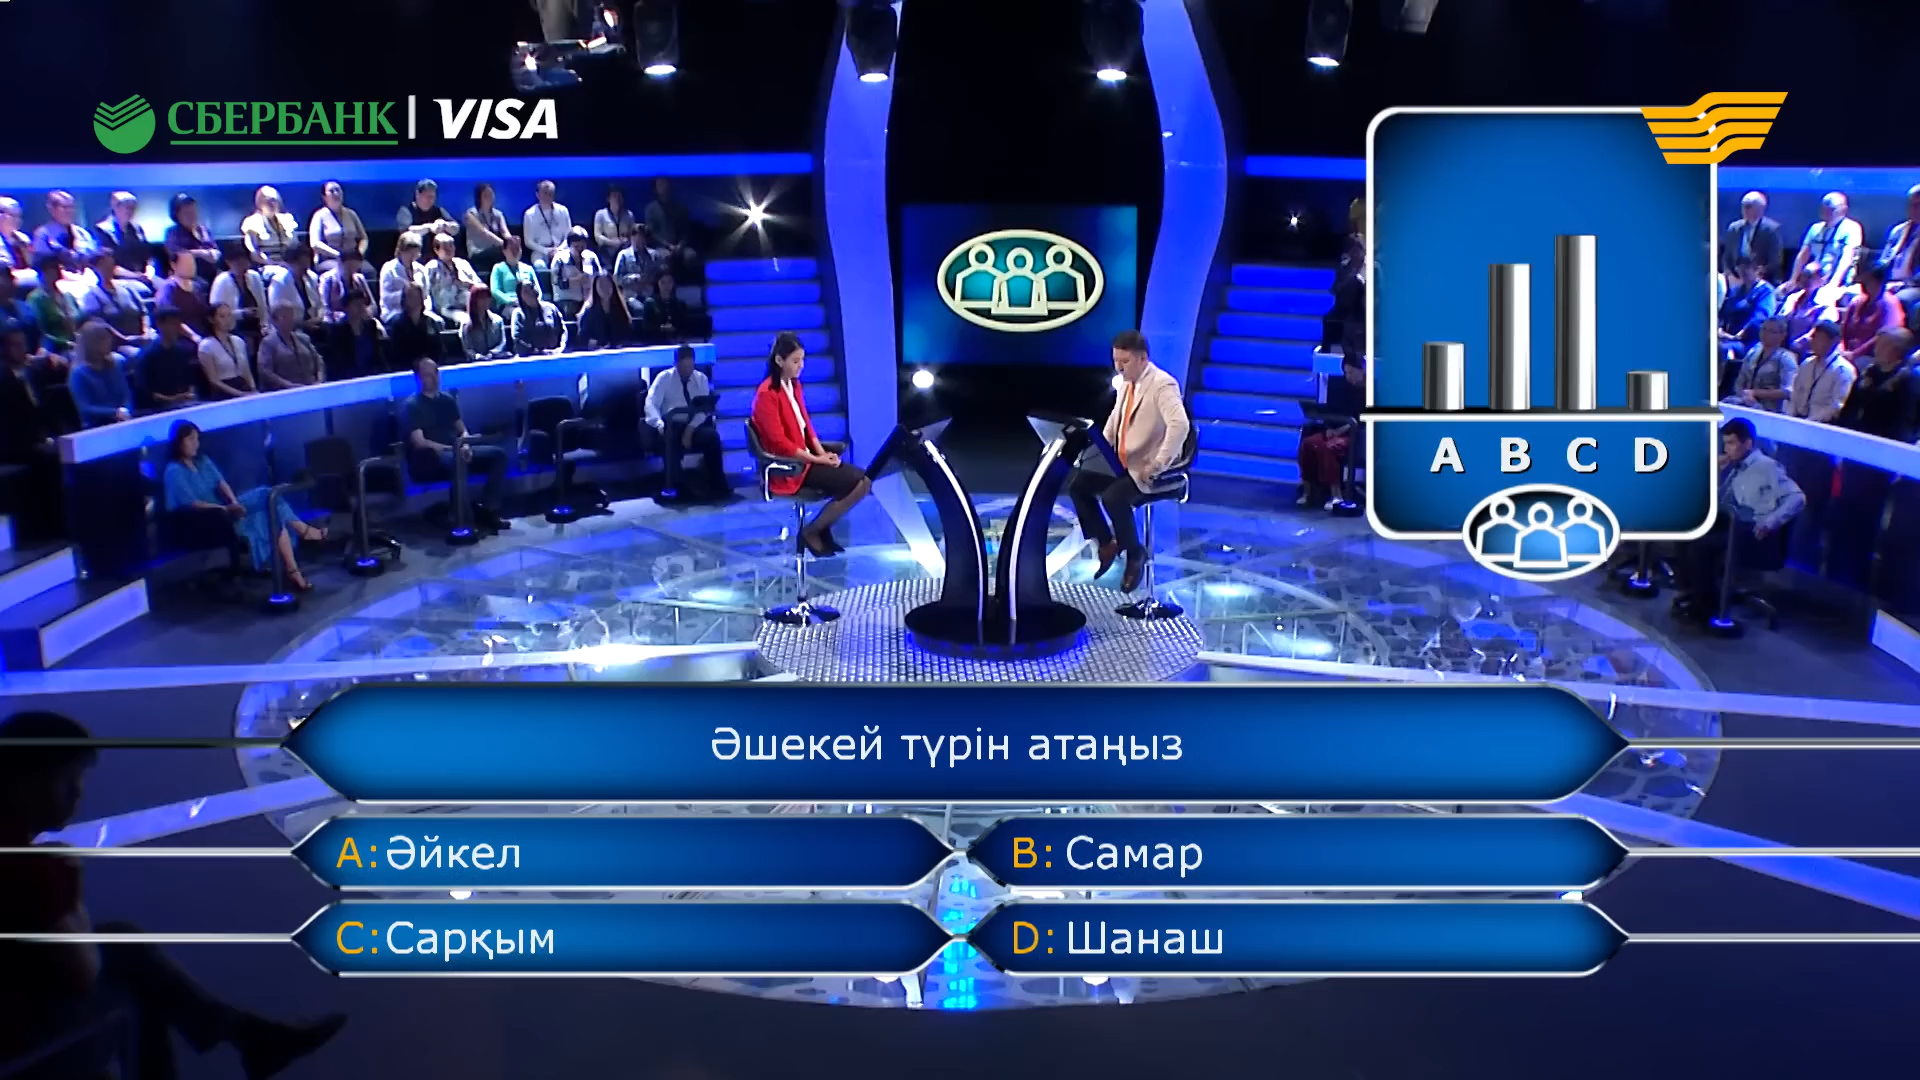 СБЕРБАНК | VISA
A B C D
Әшекей түрін атаңыз
A: Әйкел
B: Самар
C: Сарқым
D: Шанаш